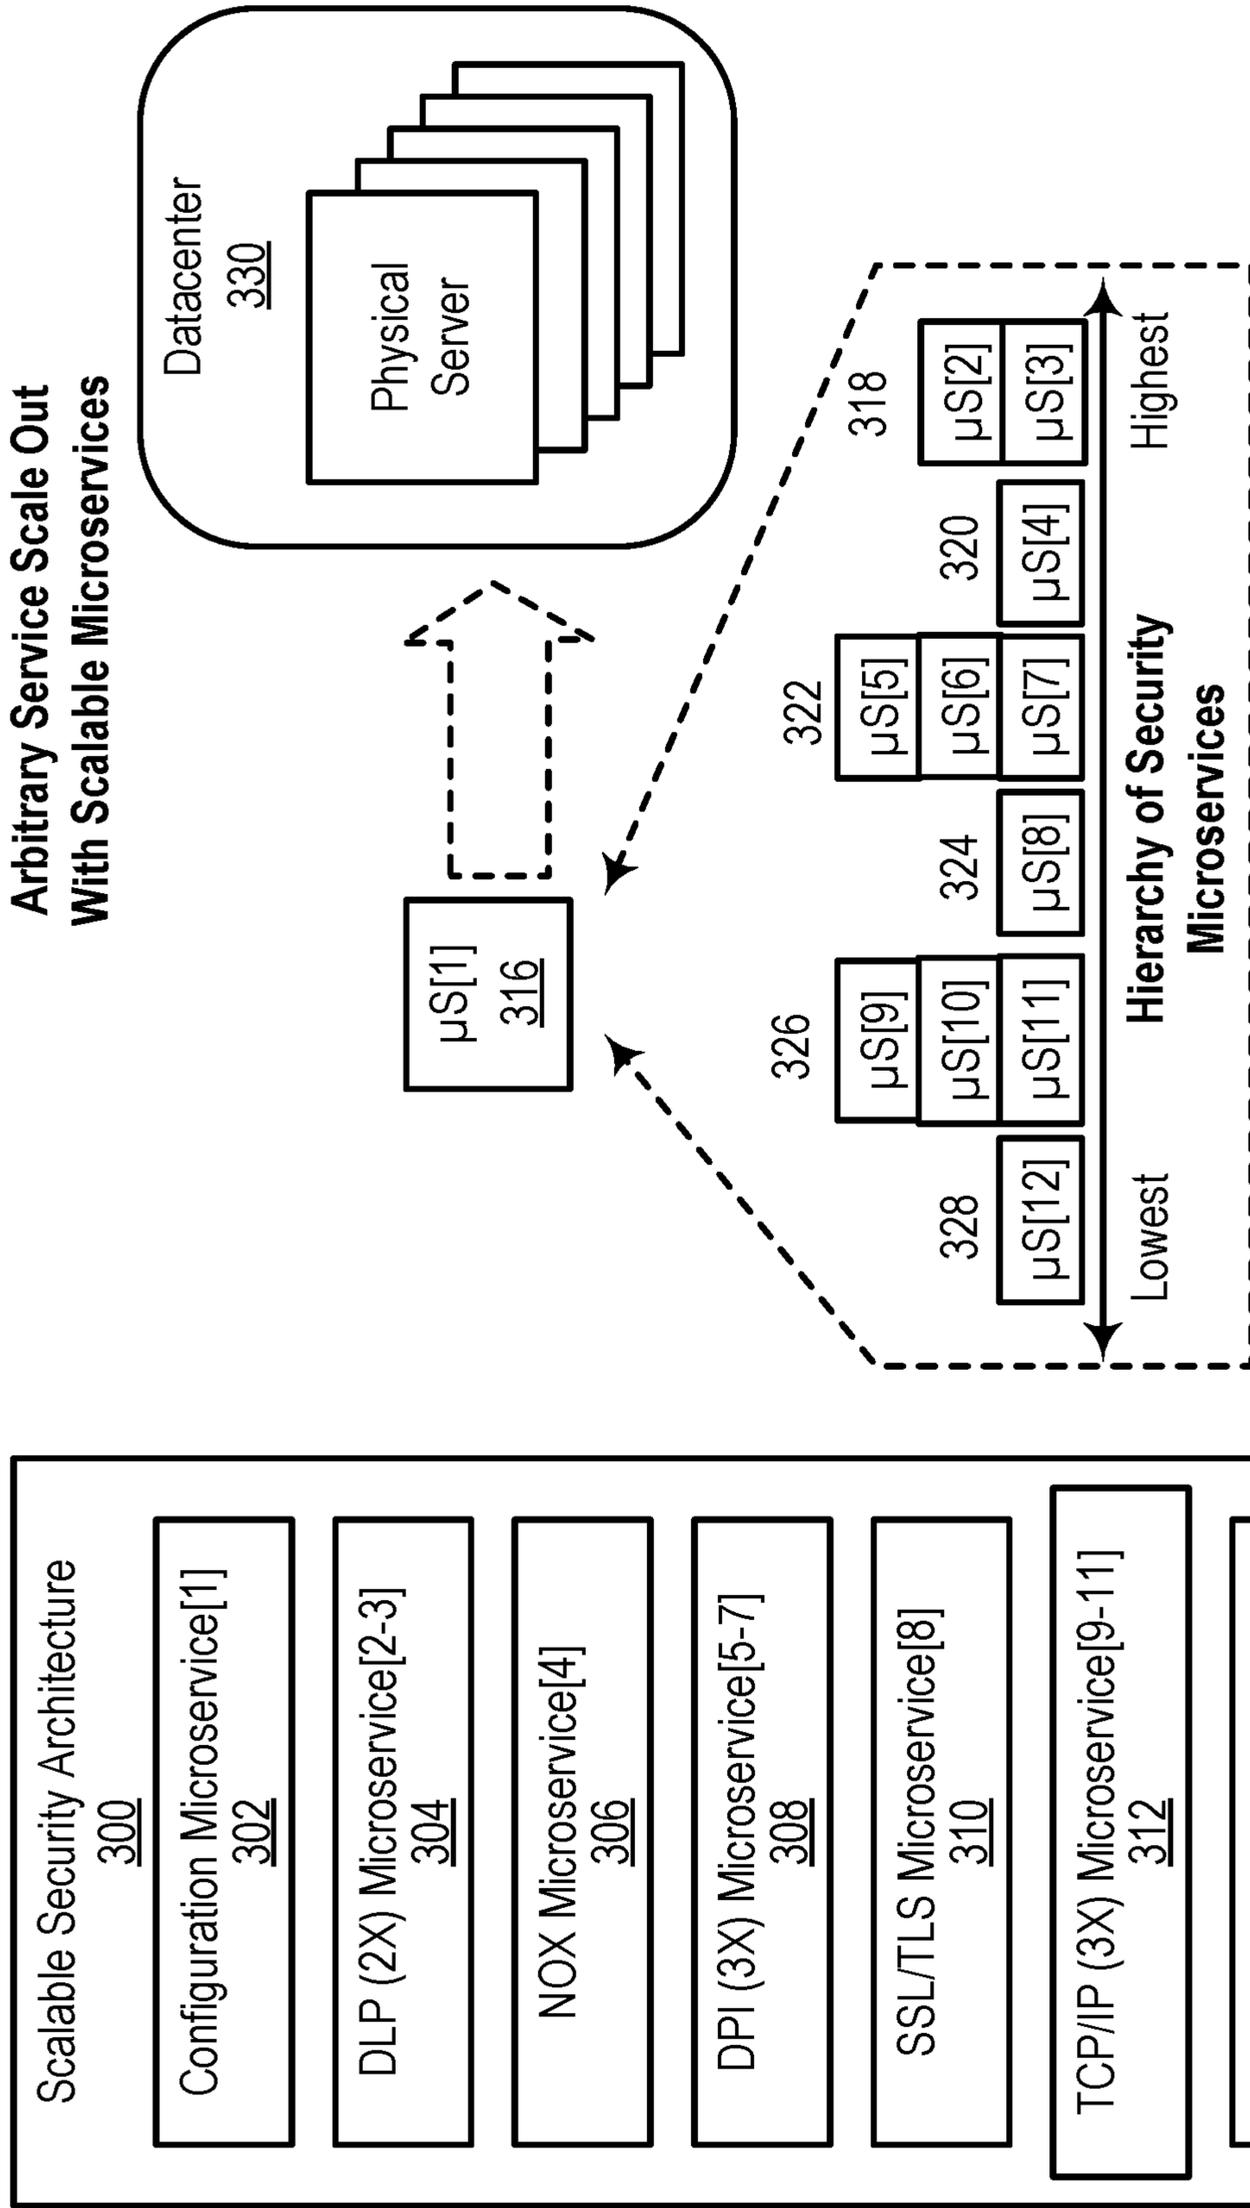 Scalable Security Architecture
300
Configuration Microservice[1]
302
DLP (2X) Microservice[2-3]
304
NOX Microservice[4]
306
DPI (3X) Microservice[5-7]
308
SSL/TLS Microservice[8]
310
TCP/IP (3X) Microservice[9-11]
312
Arbitrary Service Scale Out
With Scalable Microservices
µS[1]
316
Datacenter
330
Physical
Server
328
µS[12]
326
µS[9]
µS[10]
µS[11]
324
µS[8]
322
µS[5]
µS[6]
µS[7]
320
µS[4]
318
µS[2]
µS[3]
Lowest
Highest
Hierarchy of Security
Microservices